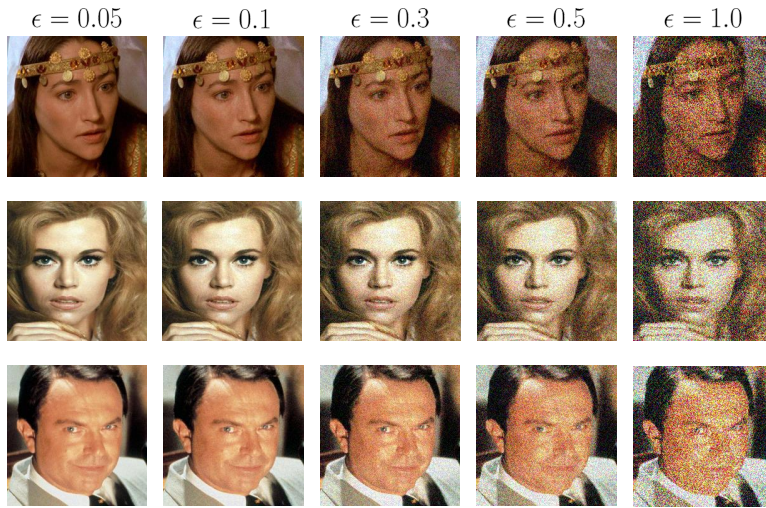 ϵ = 0.05 ϵ = 0.1 ϵ = 0.3 ϵ = 0.5 ϵ = 1.0